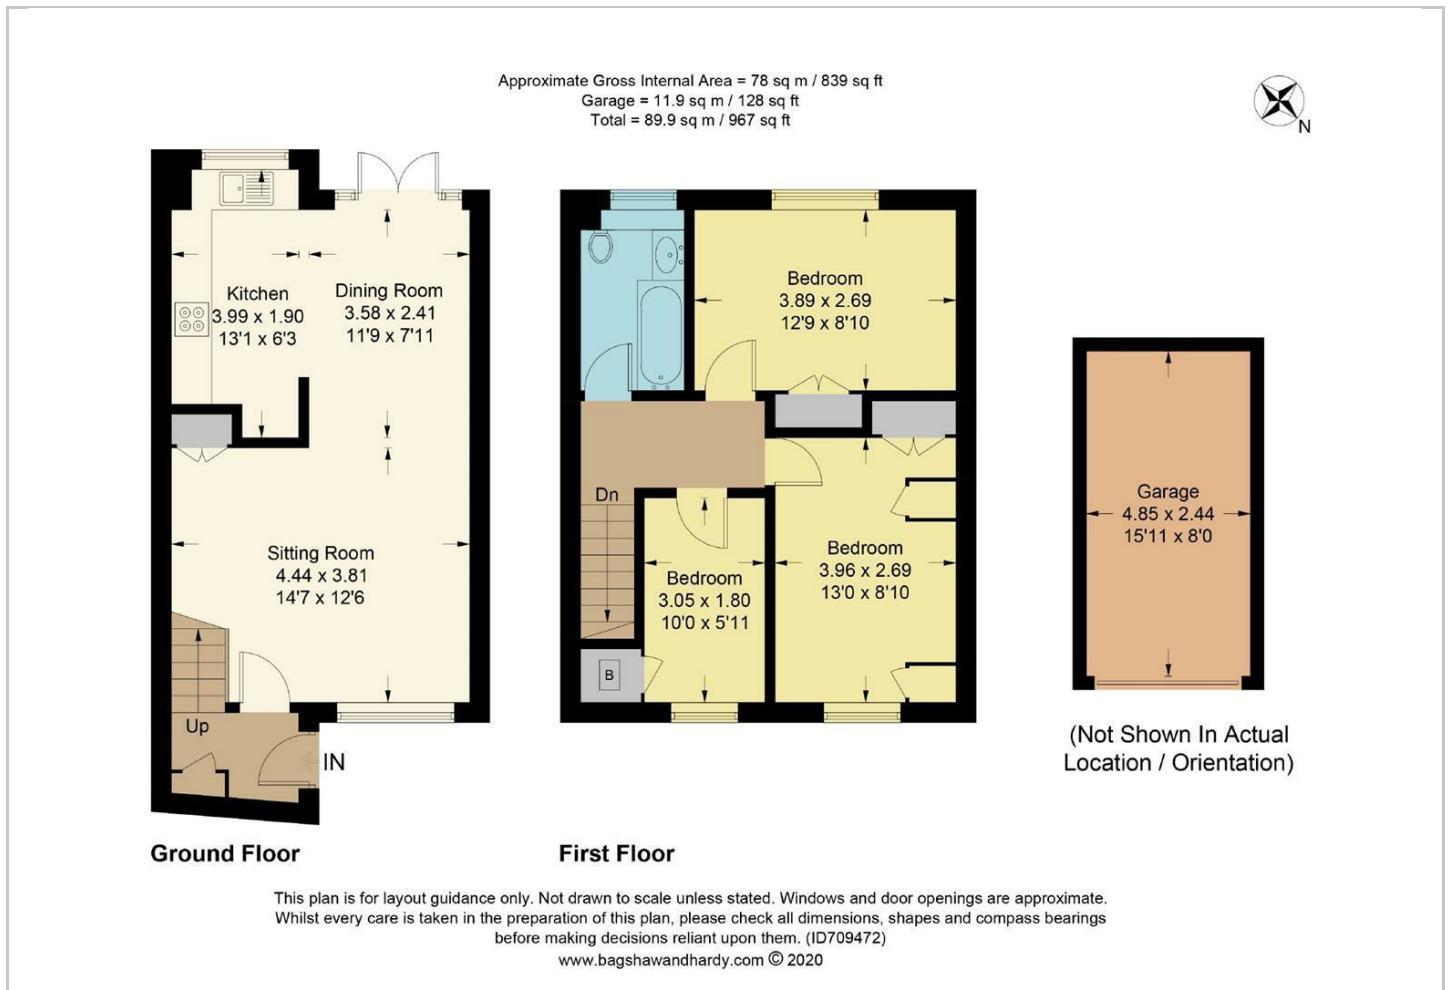 Approximate Gross Internal Area = 78 sq m / 839 sq ft
Garage = 11.9 sq m / 128 sq ft
Total = 89.9 sq m / 967 sq ft
N
Kitchen
3.99 x 1.90
13'1 x 6'3
Dining Room
3.58 x 2.41
11'9 x 7'11
Sitting Room
4.44 x 3.81
14'7 x 12'6
Up
IN
Bedroom
3.89 x 2.69
12'9 x 8'10
Dn
Bedroom
3.05 x 1.80
10'0 x 5'11
Bedroom
3.96 x 2.69
13'0 x 8'10
B
Garage
4.85 x 2.44
15'11 x 8'0
(Not Shown In Actual
Location / Orientation)
Ground Floor
First Floor
This plan is for layout guidance only. Not drawn to scale unless stated. Windows and door openings are approximate.
Whilst every care is taken in the preparation of this plan, please check all dimensions, shapes and compass bearings
before making decisions reliant upon them. (ID709472)
www.bagshawandhardy.com © 2020